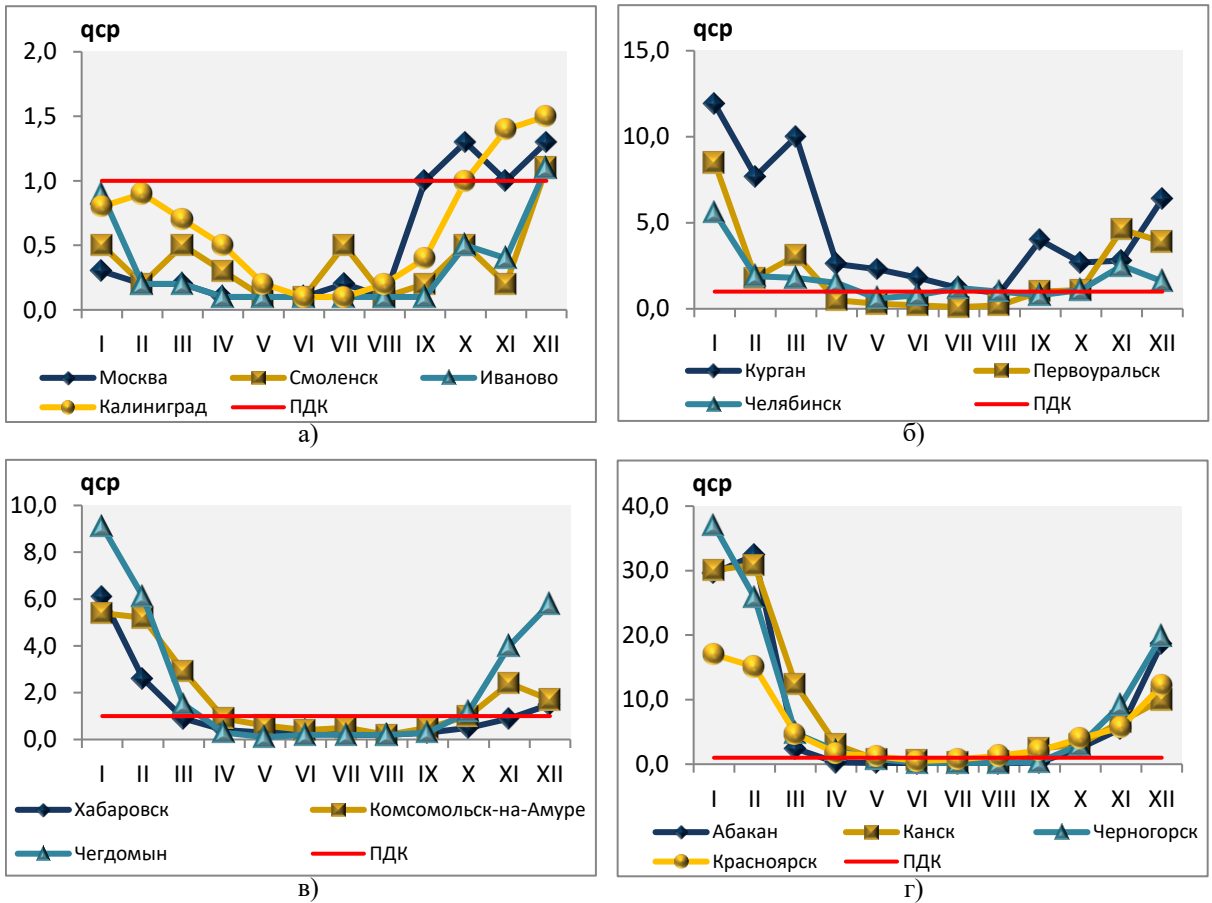 qcp
2,0
1,5
1,0
0,5
0,0
I II III IV V VI VII VIII IX X XI XII
Москва Смоленск Иваново
Калиниград ПДК
а)
qcp
15,0
10,0
5,0
0,0
I II III IV V VI VII VIII IX X XI XII
Курган Первоуральск
Челябинск ПДК
б)
qcp
10,0
8,0
6,0
4,0
2,0
0,0
I II III IV V VI VII VIII IX X XI XII
Хабаровск Комсомольск-на-Амуре
Чегдомын ПДК
в)
qcp
40,0
30,0
20,0
10,0
0,0
I II III IV V VI VII VIII IX X XI XII
Абакан Канск Черногорск
Красноярск ПДК
г)